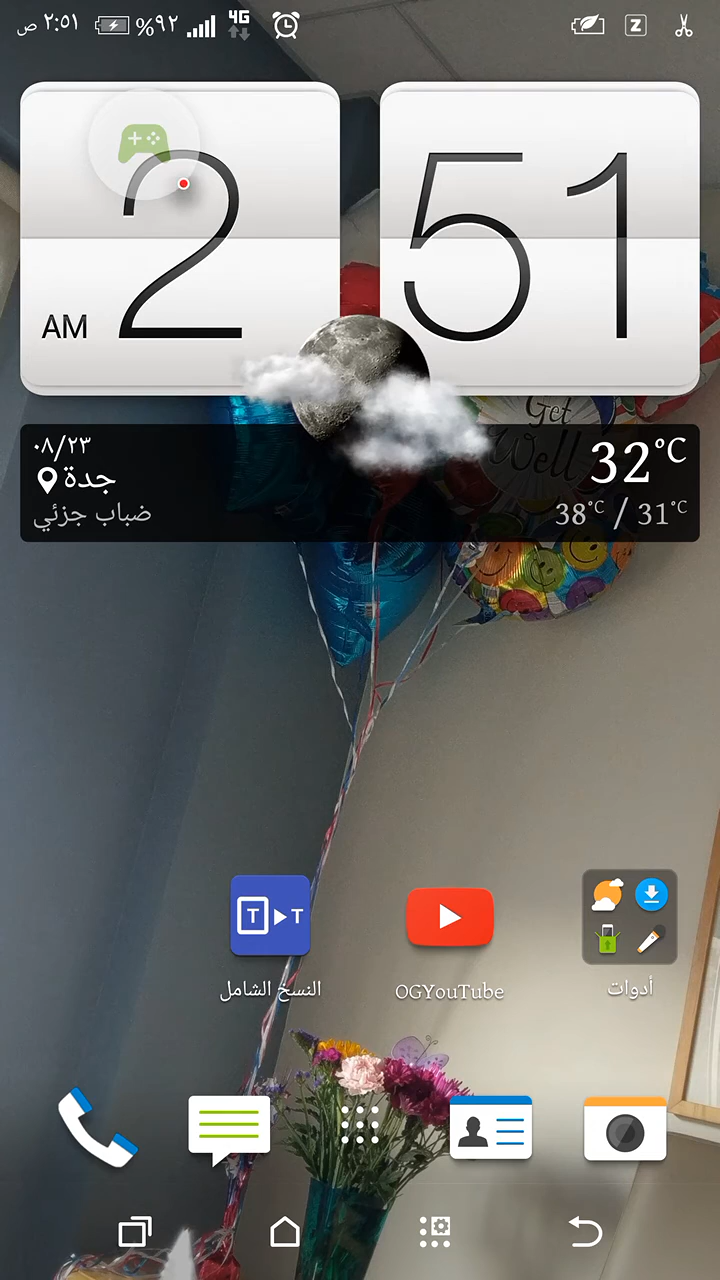 ٢:٥١ ص ٩٢% 4G Z
2 51
AM
Get
Well
٠٨/٢٣
جدة
ضباب جزئي
32°C
38°C / 31°C
T T
النسخ الشامل
OGYouTube
أدوات